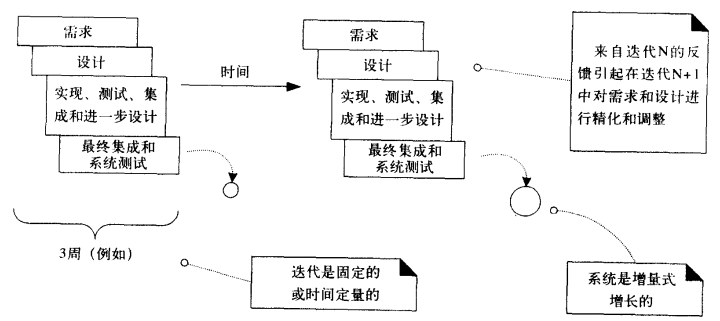 需求
设计
实现、测试、集
成和进一步设计
最终集成和
系统测试
时间
需求
设计
实现、测试、集
成和进一步设计
最终集成和
系统测试
来自迭代N的反
馈引起在迭代N+1
中对需求和设计进
行精化和调整
3周（例如）
迭代是固定的
或时间定量的
系统是增量式
增长的